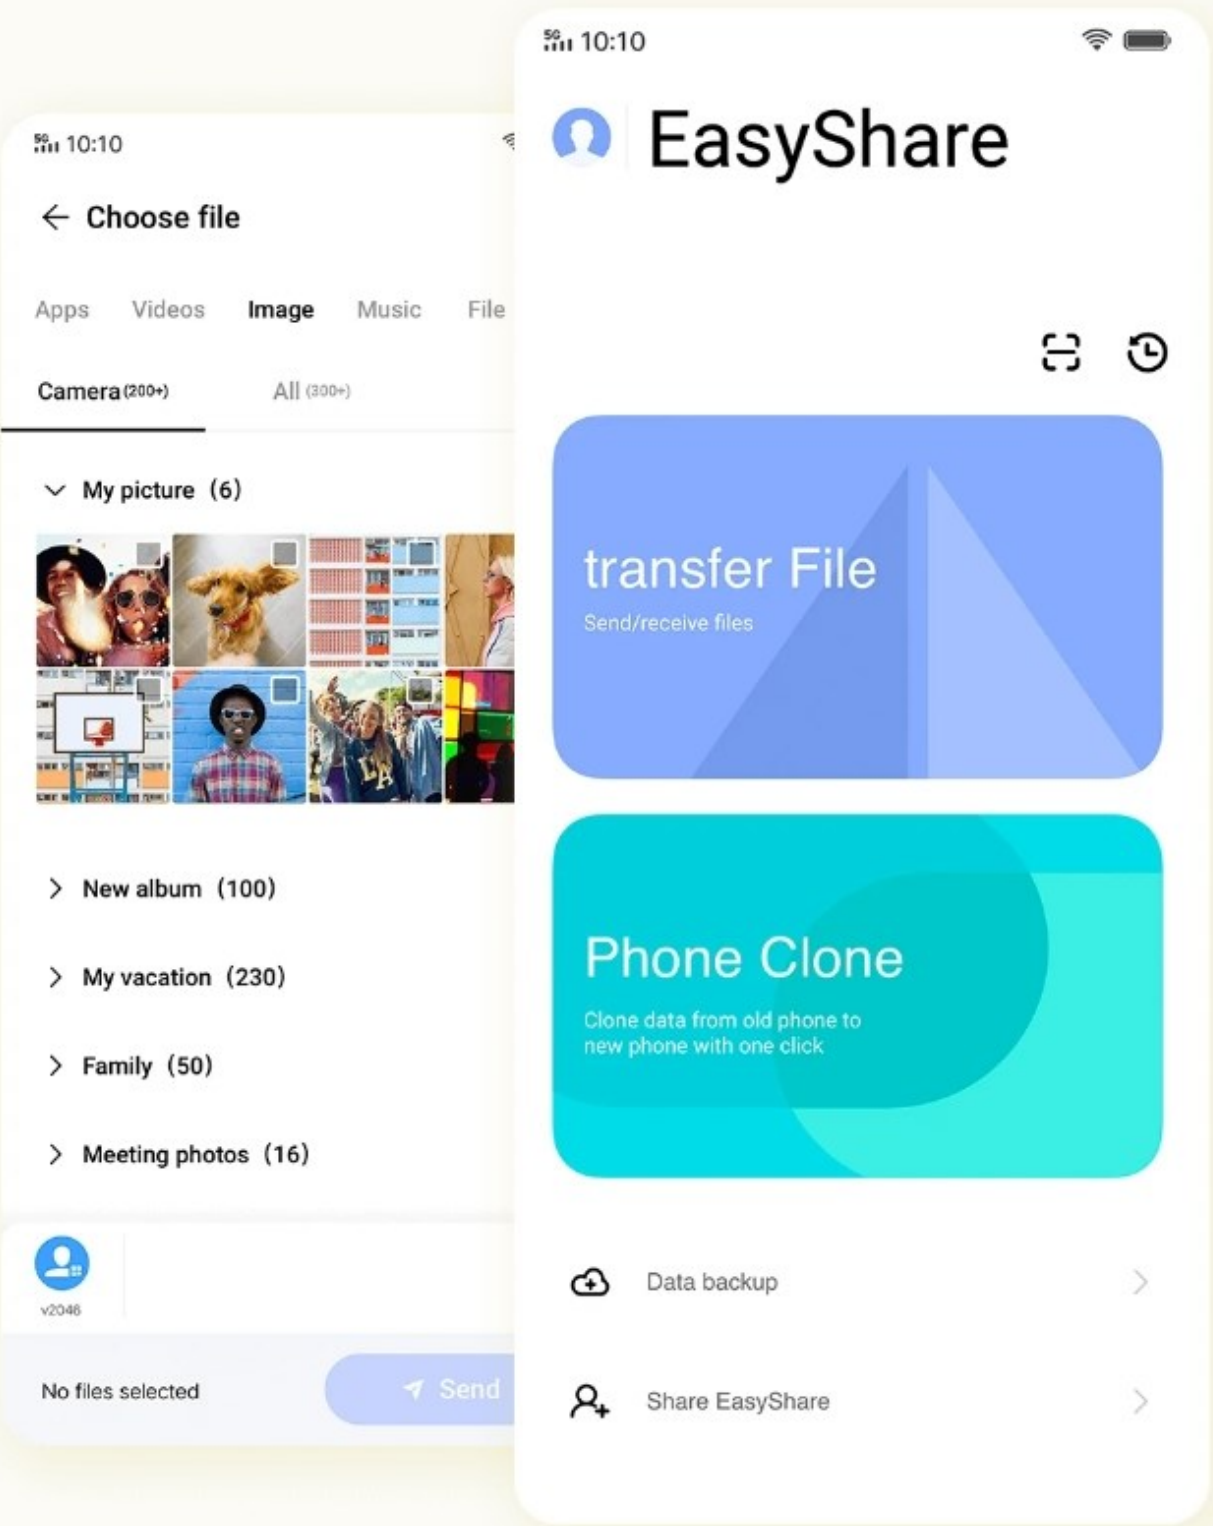 5G 10:10
Choose file
Apps Videos Image Music File
Camera(200+) All (300+)
My picture (6)
LA
New album (100)
My vacation (230)
Family (50)
Meeting photos (16)
v2046
No files selected Send
5G 10:10
EasyShare
transfer File
Send/receive files
Phone Clone
Clone data from old phone to
new phone with one click
Data backup
Share EasyShare